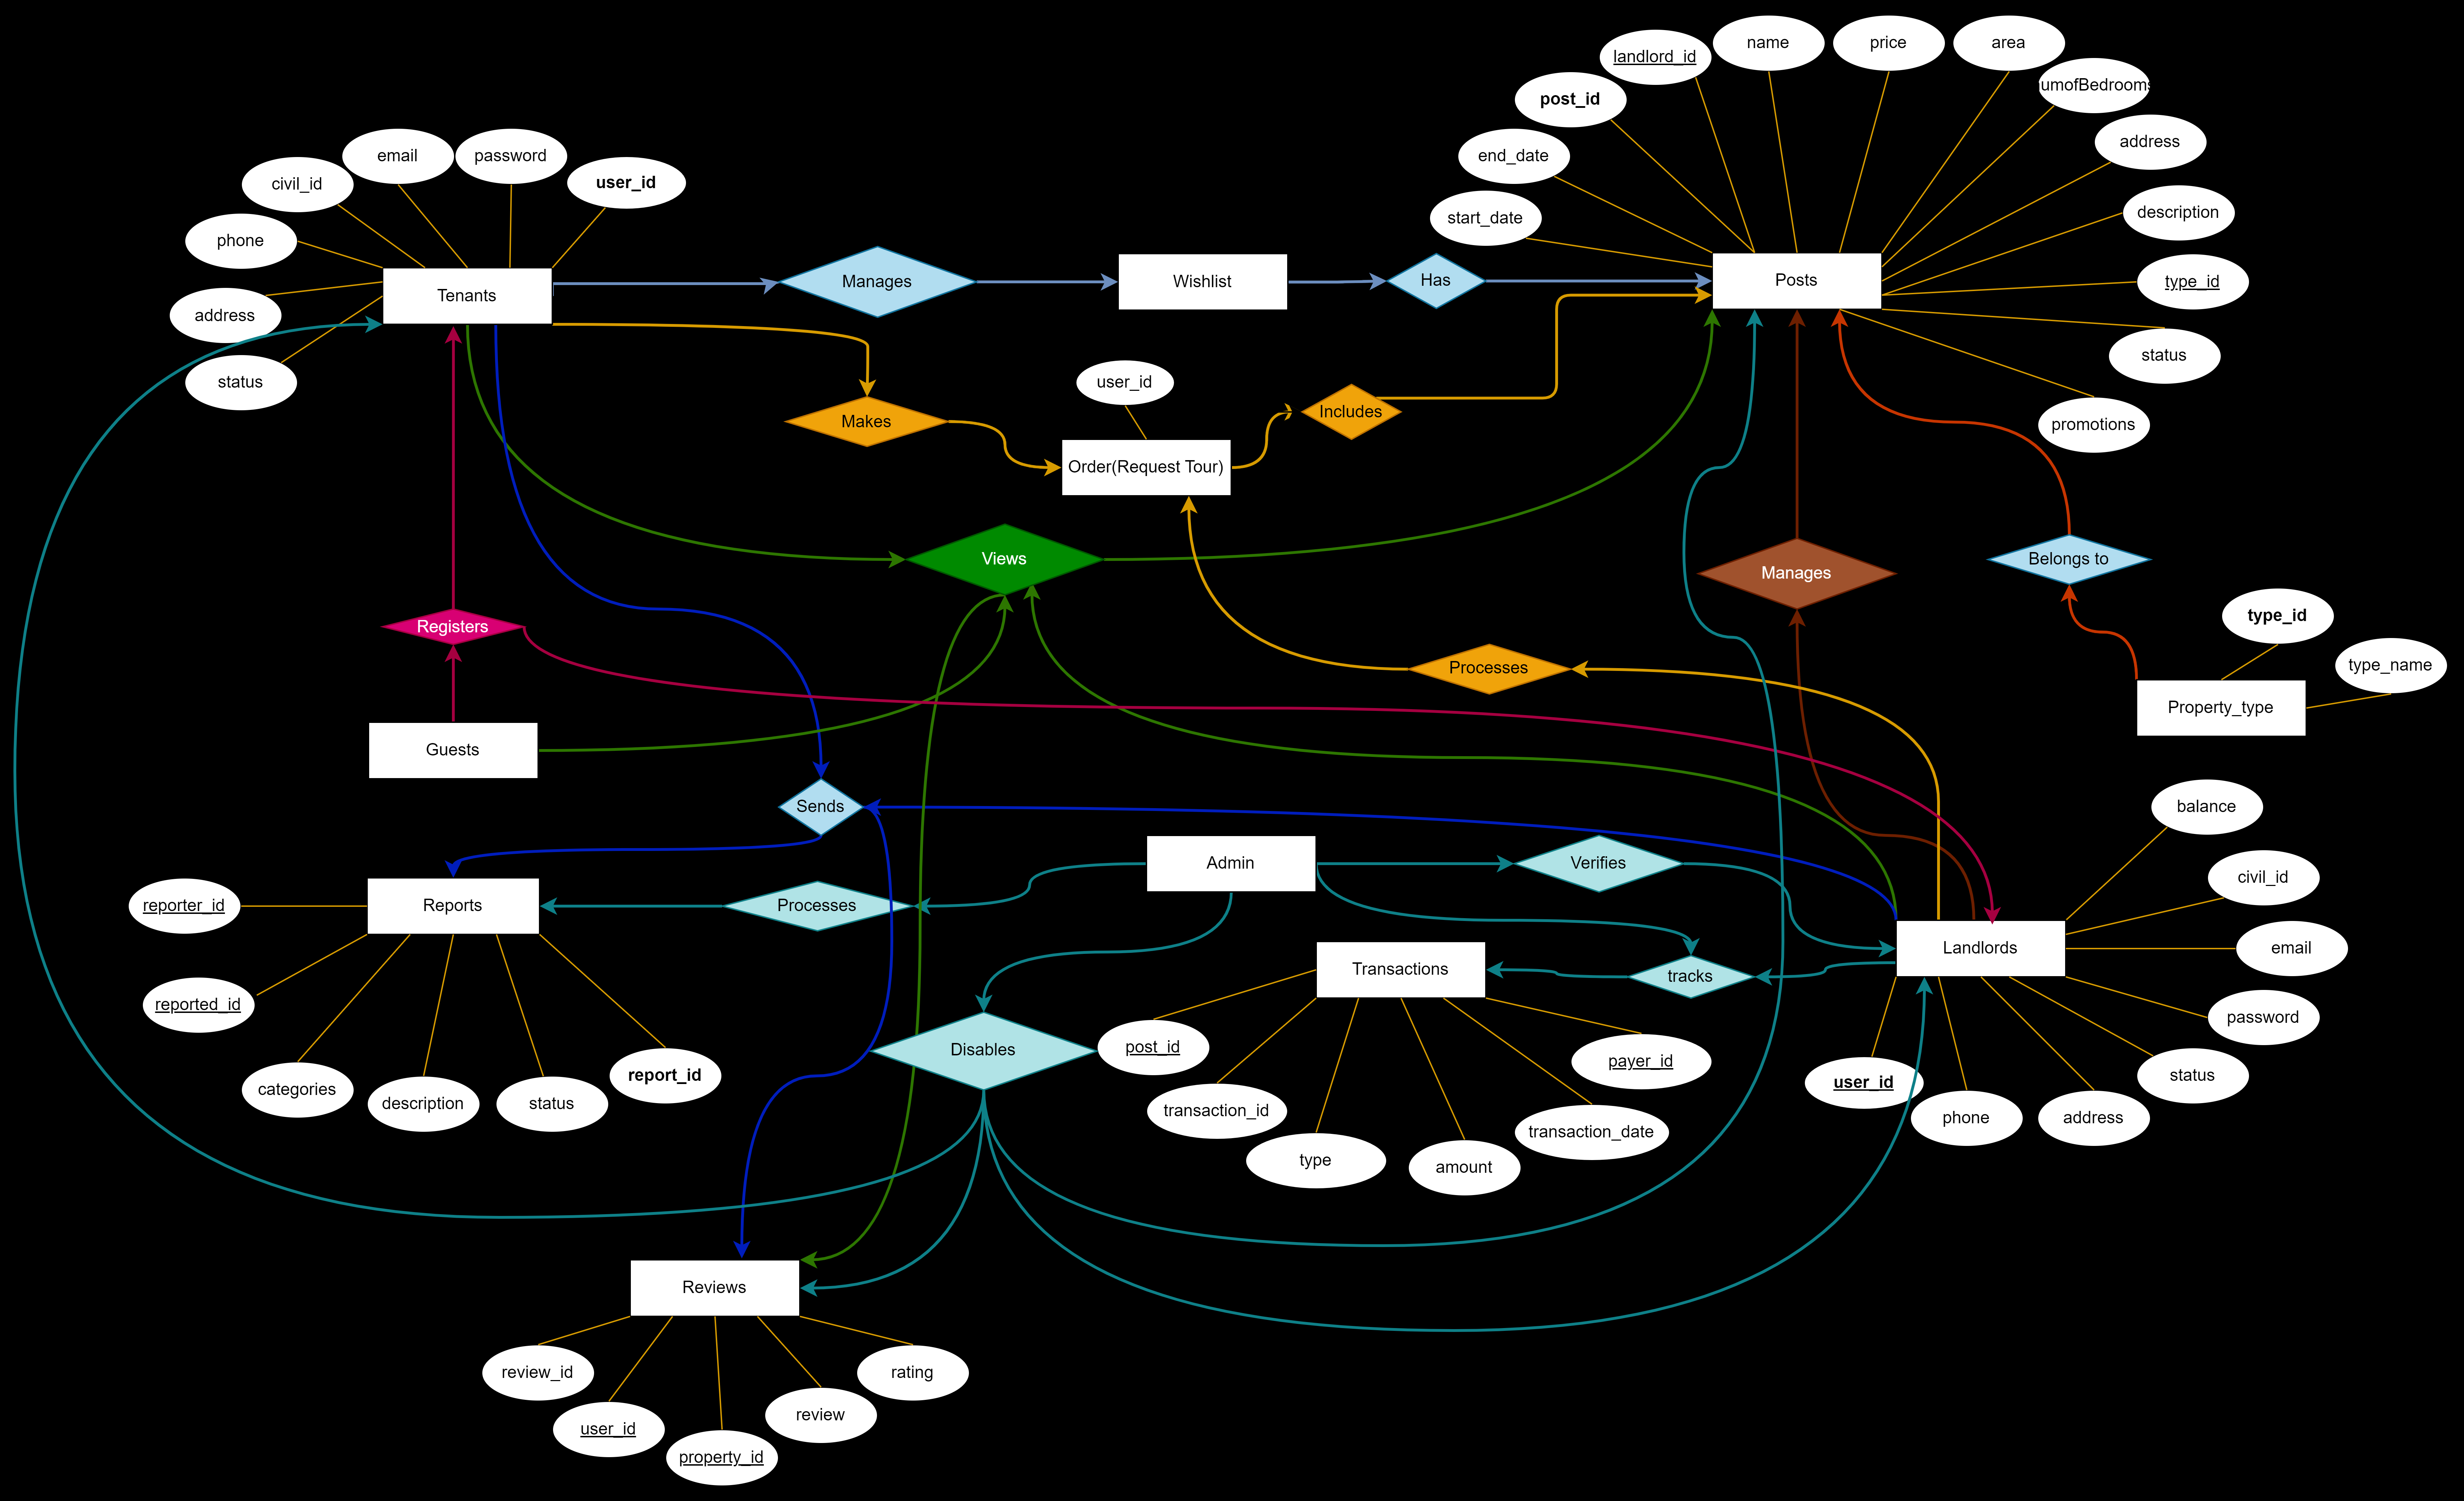 name
price
area
landlord_id
umofBedrooms
post_id
address
end_date
email
password
civil_id
user_id
description
start_date
phone
Tenants
Manages
Wishlist
Has
Posts
type_id
address
status
status
user_id
Makes
Includes
promotions
Order(Request Tour)
Views
Manages
Belongs to
type_id
Registers
Processes
type_name
Property_type
Guests
Sends
balance
Admin
Verifies
civil_id
reporter_id
Reports
Processes
Landlords
email
Transactions
tracks
reported_id
password
Disables
post_id
payer_id
report_id
status
user_id
categories
description
status
transaction_id
phone
address
transaction_date
type
amount
Reviews
review_id
rating
review
user_id
property_id